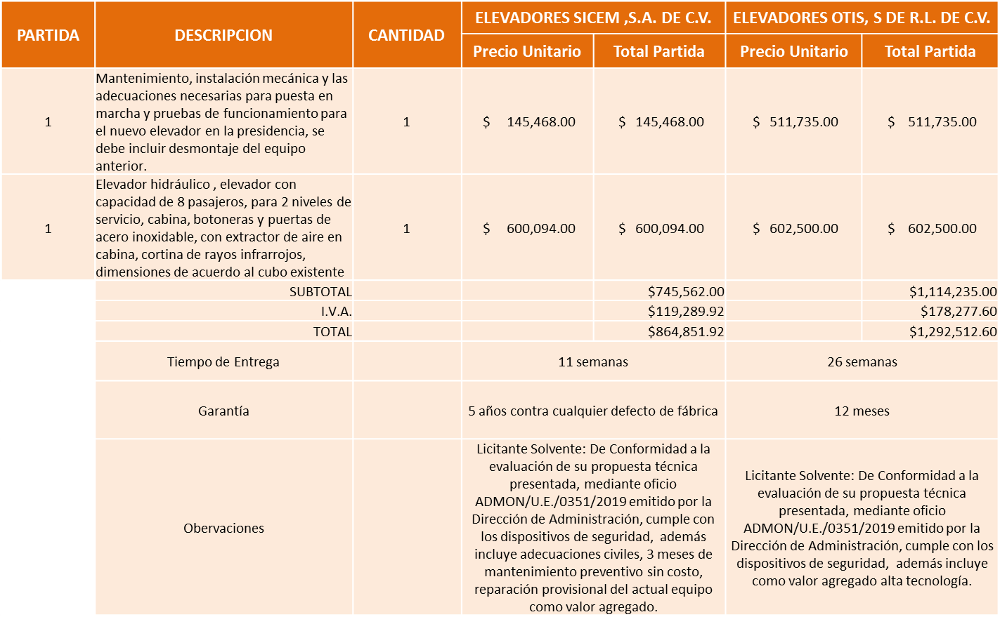 PARTIDA
DESCRIPCION
CANTIDAD
ELEVADORES SICEM ,S.A. DE C.V.
ELEVADORES OTIS, S DE R.L. DE C.V.
Precio Unitario
Total Partida
Precio Unitario
Total Partida
1
Mantenimiento, instalación mecánica y las
adecuaciones necesarias para puesta en
marcha y pruebas de funcionamiento para
el nuevo elevador en la presidencia, se
debe incluir desmontaje del equipo
anterior.
1
$ 145,468.00
$ 145,468.00
$ 511,735.00
$ 511,735.00
1
Elevador hidráulico , elevador con
capacidad de 8 pasajeros, para 2 niveles de
servicio, cabina, botoneras y puertas de
acero inoxidable, con extractor de aire en
cabina, cortina de rayos infrarrojos,
dimensiones de acuerdo al cubo existente
1
$ 600,094.00
$ 600,094.00
$ 602,500.00
$ 602,500.00
SUBTOTAL
$745,562.00
$1,114,235.00
I.V.A.
$119,289.92
$178,277.60
TOTAL
$864,851.92
$1,292,512.60
Tiempo de Entrega
11 semanas
26 semanas
Garantía
5 años contra cualquier defecto de fábrica
12 meses
Obervaciones
Licitante Solvente: De Conformidad a la
evaluación de su propuesta técnica
presentada, mediante oficio
ADMON/U.E./0351/2019 emitido por la
Dirección de Administración, cumple con
los dispositivos de seguridad, además
incluye adecuaciones civiles, 3 meses de
mantenimiento preventivo sin costo,
reparación provisional del actual equipo
como valor agregado.
Licitante Solvente: De Conformidad a la
evaluación de su propuesta técnica
presentada, mediante oficio
ADMON/U.E./0351/2019 emitido por la
Dirección de Administración, cumple con los
dispositivos de seguridad, además incluye
como valor agregado alta tecnología.